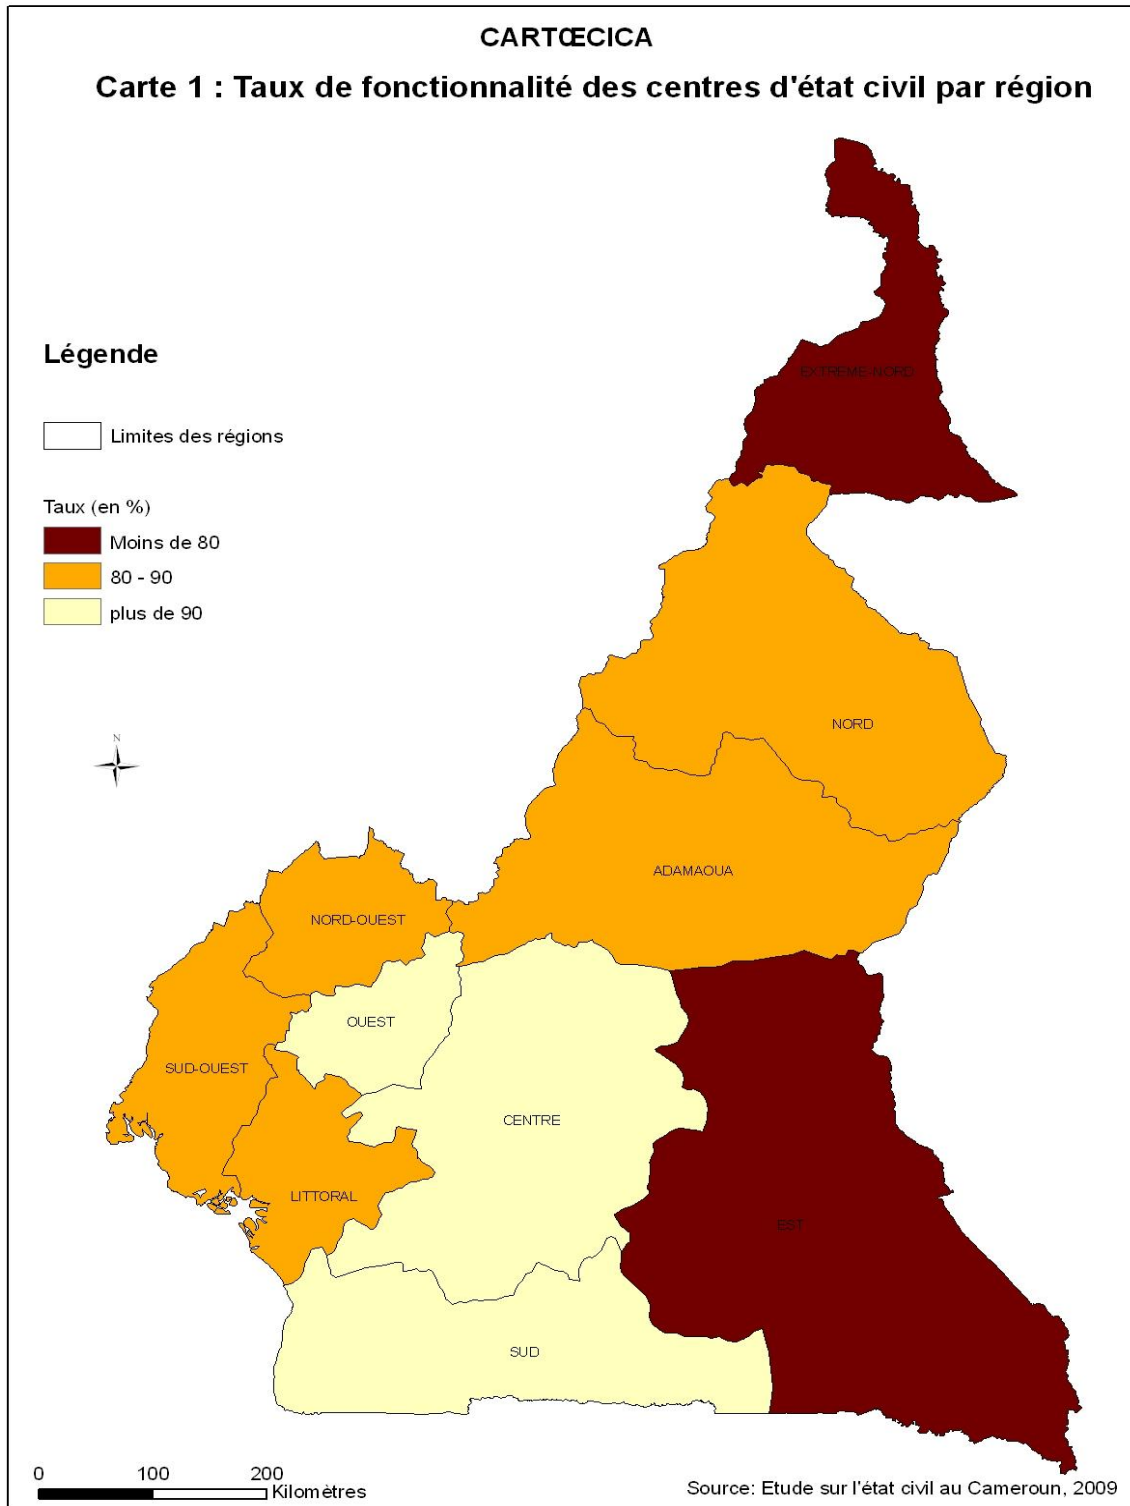 CARTŒCICA
Carte 1 : Taux de fonctionnalité des centres d'état civil par région
EXTREME-NORD
Légende
Limites des régions
Taux (en %)
Moins de 80
80 - 90
plus de 90
NORD
N
ADAMAOUA
NORD-OUEST
OUEST
SUD-OUEST
CENTRE
LITTORAL
EST
SUD
0 100 200
Kilomètres
Source: Etude sur l'état civil au Cameroun, 2009